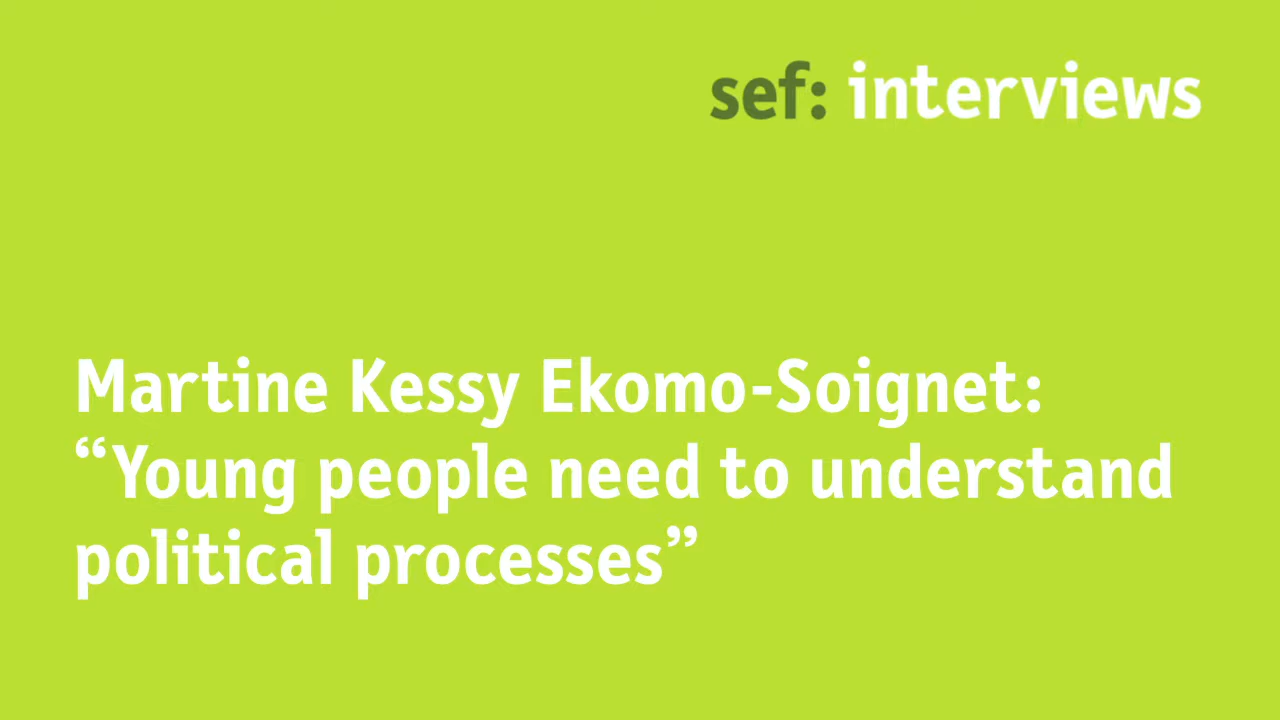 sef: interviews
Martine Kessy Ekomo-Soignet:
“Young people need to understand
political processes”